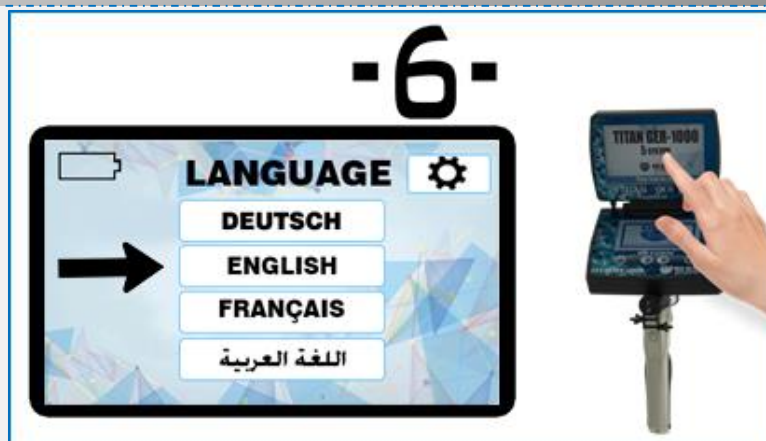 -6-
LANGUAGE
DEUTSCH
ENGLISH
FRANÇAIS
اللغة العربية
TITAN GER-1000